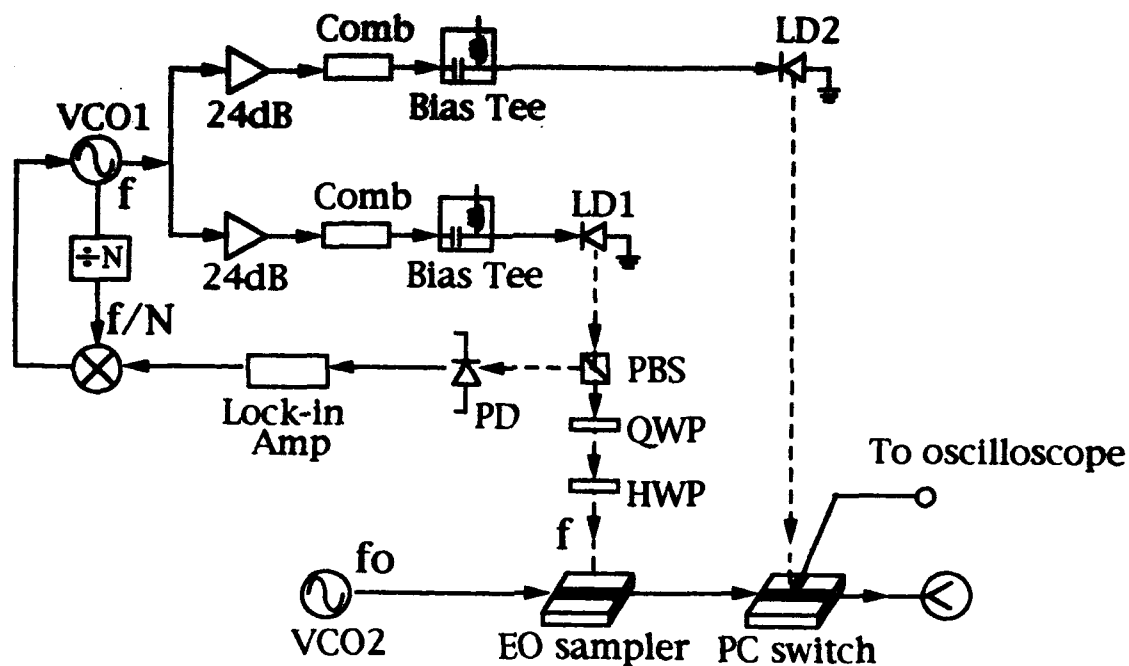 Comb
LD2
24dB
Bias Tee
VCO1
f
Comb
LD1
÷N
24dB
Bias Tee
f/N
PBS
Lock-in
Amp
PD
QWP
To oscilloscope
HWP
f
fo
VCO2
EO sampler
PC switch